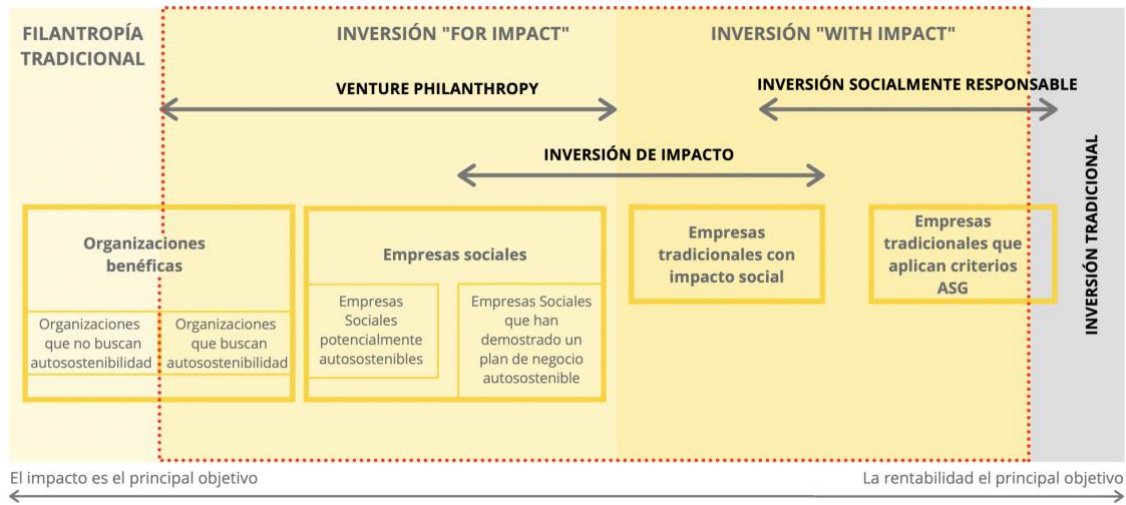 FILANTROPÍA
TRADICIONAL
INVERSIÓN "FOR IMPACT"
INVERSIÓN "WITH IMPACT"
VENTURE PHILANTHROPY
INVERSIÓN SOCIALMENTE RESPONSABLE
INVERSIÓN DE IMPACTO
INVERSIÓN TRADICIONAL
Organizaciones
benéficas
Organizaciones
que no buscan
autosostenibilidad
Organizaciones
que buscan
autosostenibilidad
Empresas sociales
Empresas
Sociales
potencialmente
autosostenibles
Empresas Sociales
que han
demostrado un
plan de negocio
autosostenible
Empresas
tradicionales con
impacto social
Empresas
tradicionales que
aplican criterios
ASG
El impacto es el principal objetivo
La rentabilidad el principal objetivo